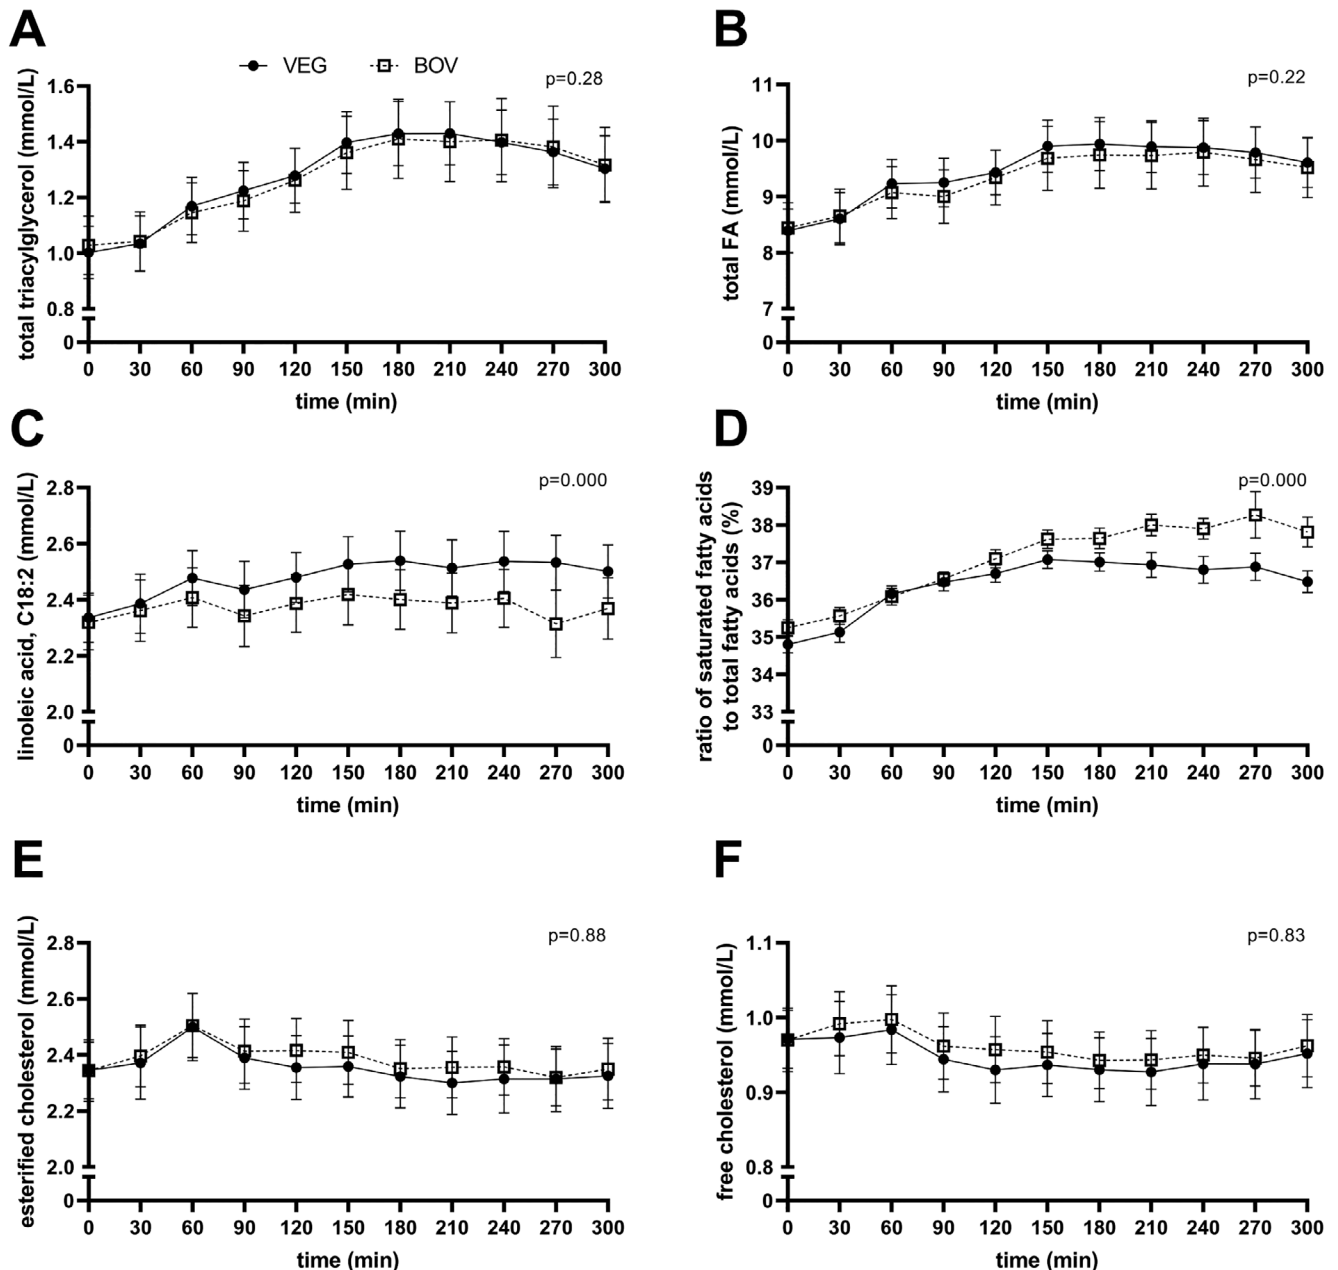 A
VEG BOV
p=0.28
total triacylglycerol (mmol/L)
1.6
1.4
1.2
1.0
0.8
0
0 30 60 90 120 150 180 210 240 270 300
time (min)
B
p=0.22
total FA (mmol/L)
11
10
9
8
7
0
0 30 60 90 120 150 180 210 240 270 300
time (min)
C
p=0.000
linoleic acid, C18:2 (mmol/L)
2.8
2.6
2.4
2.2
2.0
0
0 30 60 90 120 150 180 210 240 270 300
time (min)
D
p=0.000
ratio of saturated fatty acids
to total fatty acids (%)
39
38
37
36
35
34
33
0
0 30 60 90 120 150 180 210 240 270 300
time (min)
E
p=0.88
esterified cholesterol (mmol/L)
2.8
2.6
2.4
2.2
2.0
0
0 30 60 90 120 150 180 210 240 270 300
time (min)
F
p=0.83
free cholesterol (mmol/L)
1.1
1.0
0.9
0.8
0
0 30 60 90 120 150 180 210 240 270 300
time (min)